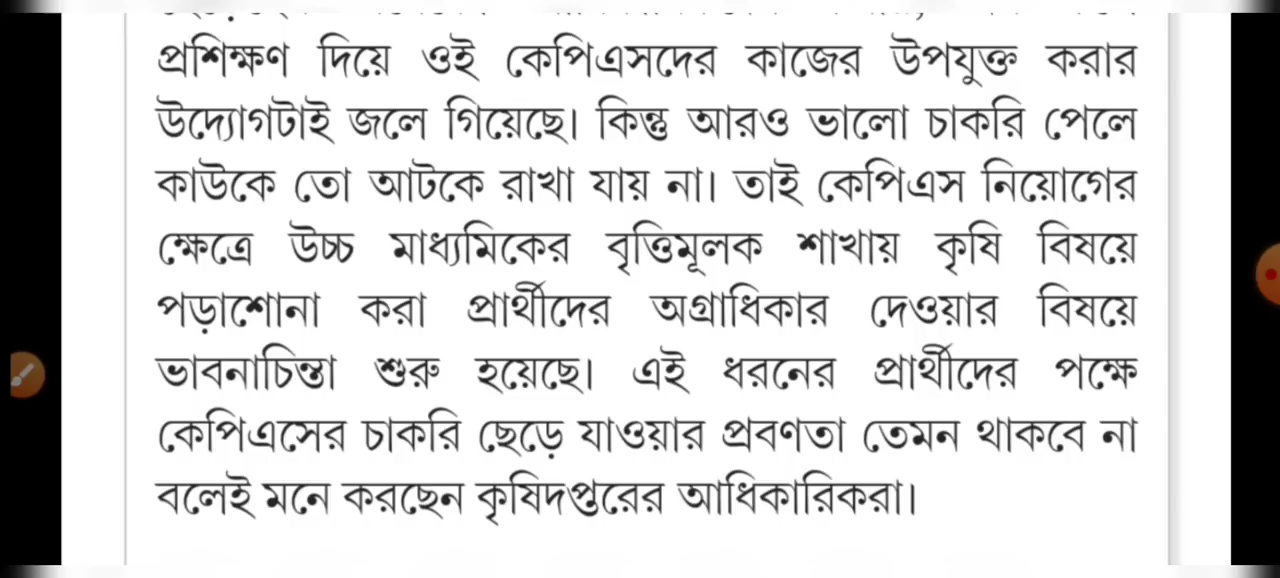 প্রশিক্ষণ দিয়ে ওই কেপিএসদের কাজের উপযুক্ত করার
উদ্যোগটাই জলে গিয়েছে। কিন্তু আরও ভালো চাকরি পেলে
কাউকে তো আটকে রাখা যায় না। তাই কেপিএস নিয়োগের
ক্ষেত্রে উচ্চ মাধ্যমিকের বৃত্তিমূলক শাখায় কৃষি বিষয়ে
পড়াশোনা করা প্রার্থীদের অগ্রাধিকার দেওয়ার বিষয়ে
ভাবনাচিন্তা শুরু হয়েছে। এই ধরনের প্রার্থীদের পক্ষে
কেপিএসের চাকরি ছেড়ে যাওয়ার প্রবণতা তেমন থাকবে না
বলেই মনে করছেন কৃষিদপ্তরের আধিকারিকরা।